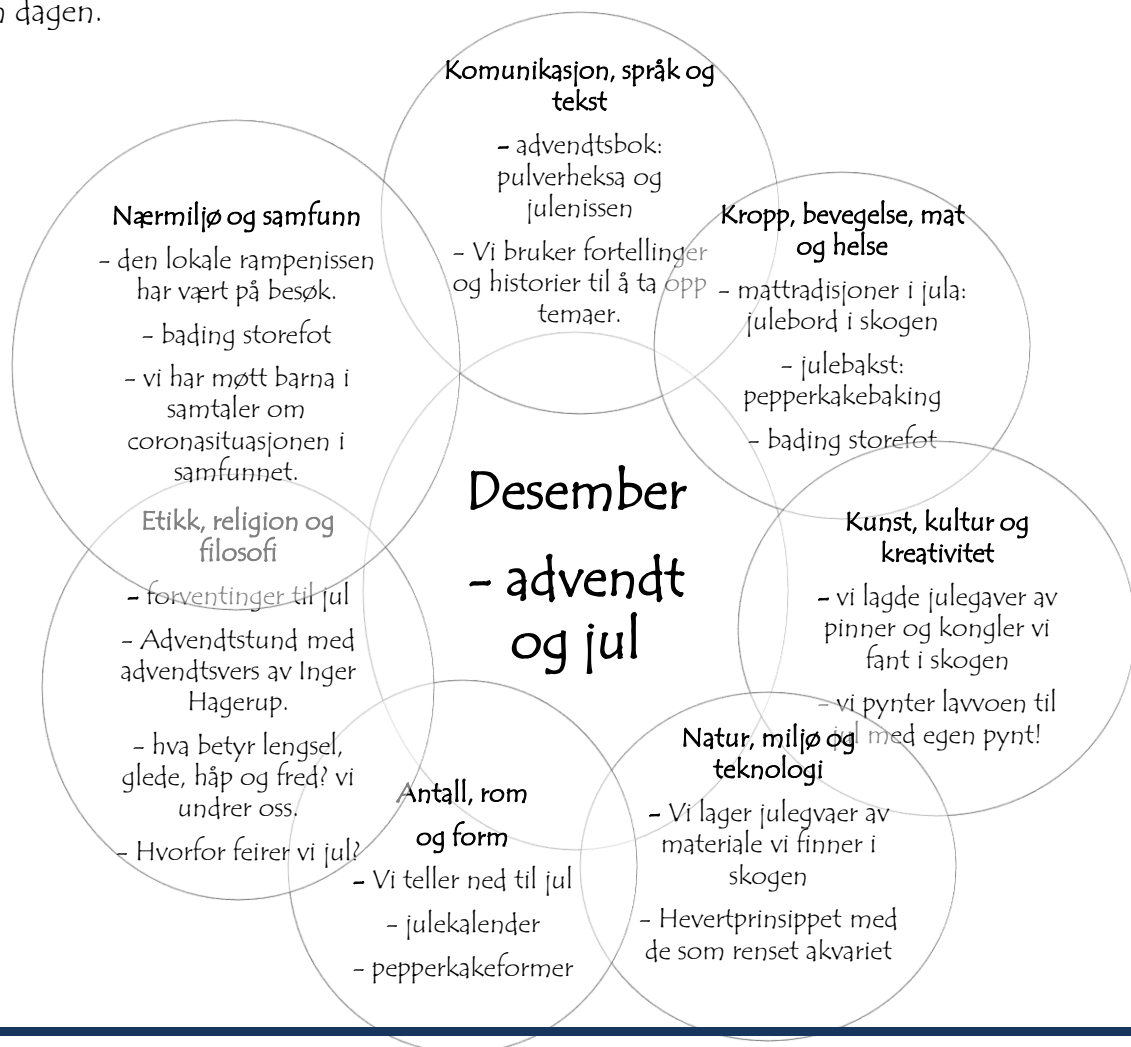 dagen.
Komunikasjon, språk og
tekst
- advendtsbok:
pulverheksa og
julenissen
- Vi bruker fortellinger
og historier til å ta opp
temaer.
Nærmiljø og samfunn
- den lokale rampenissen
har vært på besøk.
- bading storefot
- vi har møtt barna i
samtaler om
coronasituasjonen i
samfunnet.
Kropp, bevegelse, mat
og helse
- mattradisjoner i jula:
julebord i skogen
- julebakst:
pepperkakebaking
- bading storefot
Desember
- advendt
og jul
Kunst, kultur og
kreativitet
- vi lagde julegaver av
pinner og kongler vi
fant i skogen
- vi pynter lavvoen til
jul med egen pynt!
Etikk, religion og
filosofi
- forventinger til jul
- Advendtstund med
advendtsvers av Inger
Hagerup.
- hva betyr lengsel,
glede, håp og fred? vi
undrer oss.
- Hvorfor feirer vi jul?
Antall, rom
og form
- Vi teller ned til jul
- julekalender
- pepperkakeformer
Natur, miljø og
teknologi
- Vi lager julegvaer av
materiale vi finner i
skogen
- Hevertprinsippet med
de som renset akvariet